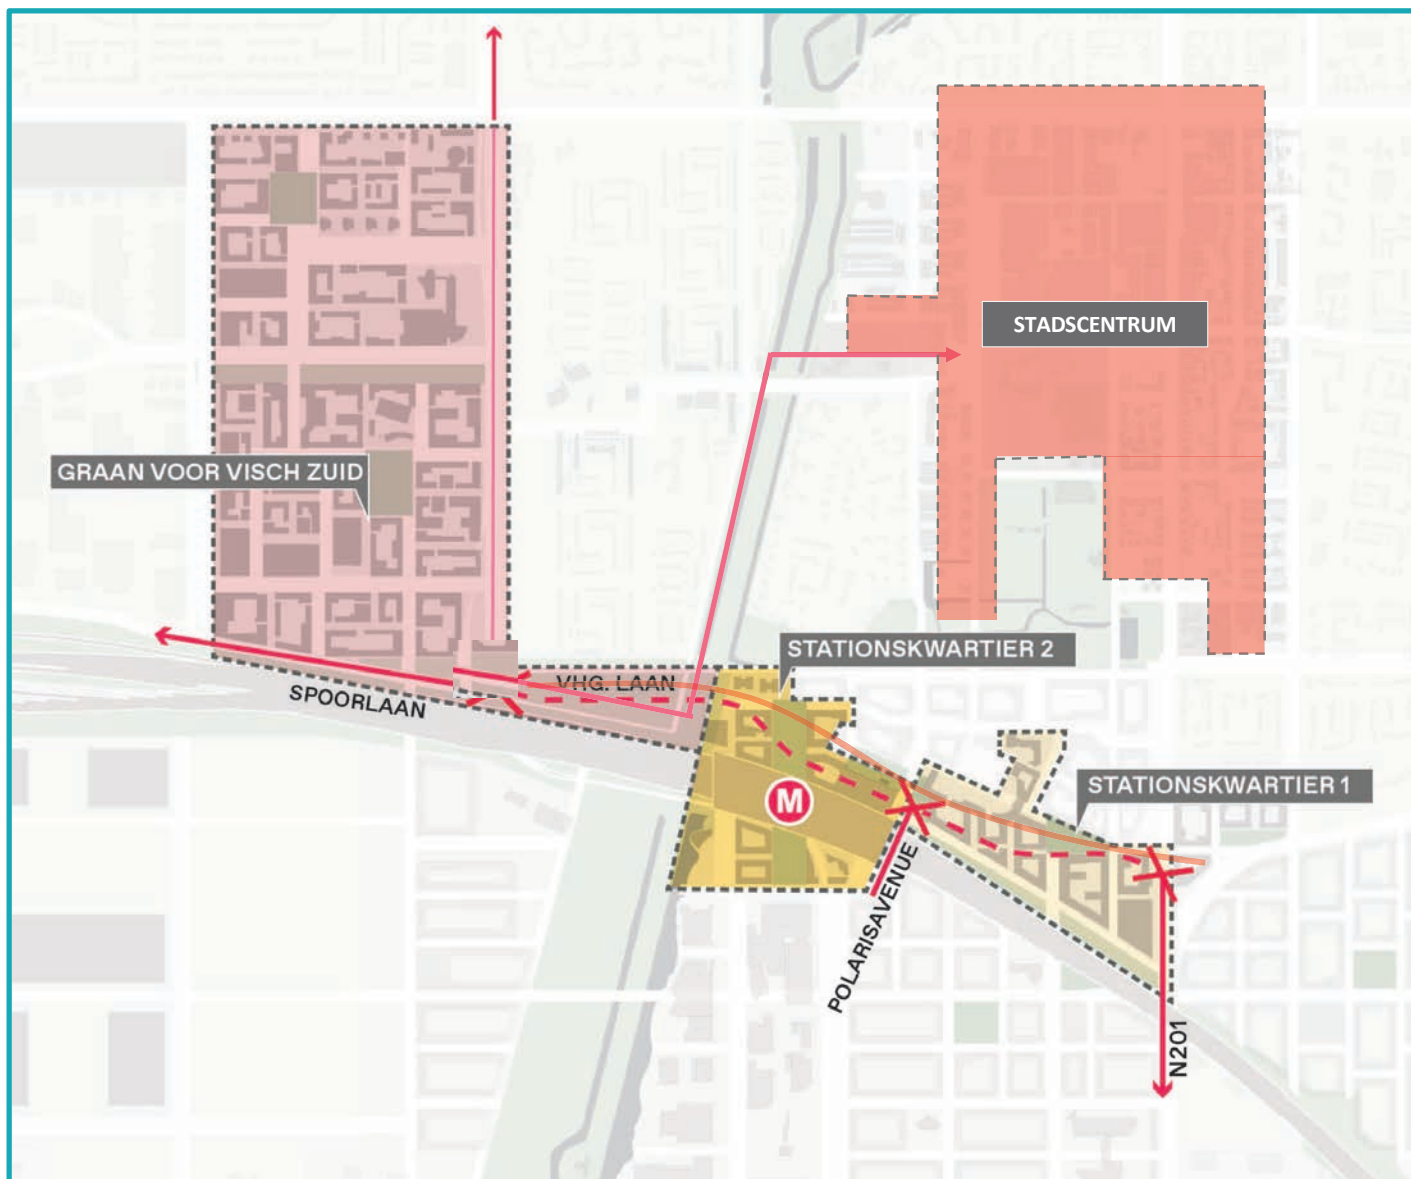 STADSCENTRUM
GRAAN VOOR VISCH ZUID
STATIONSKWARTIER 2
VHG. LAAN
SPOORLAAN
STATIONSKWARTIER 1
M
POLARISAVENUE
N201